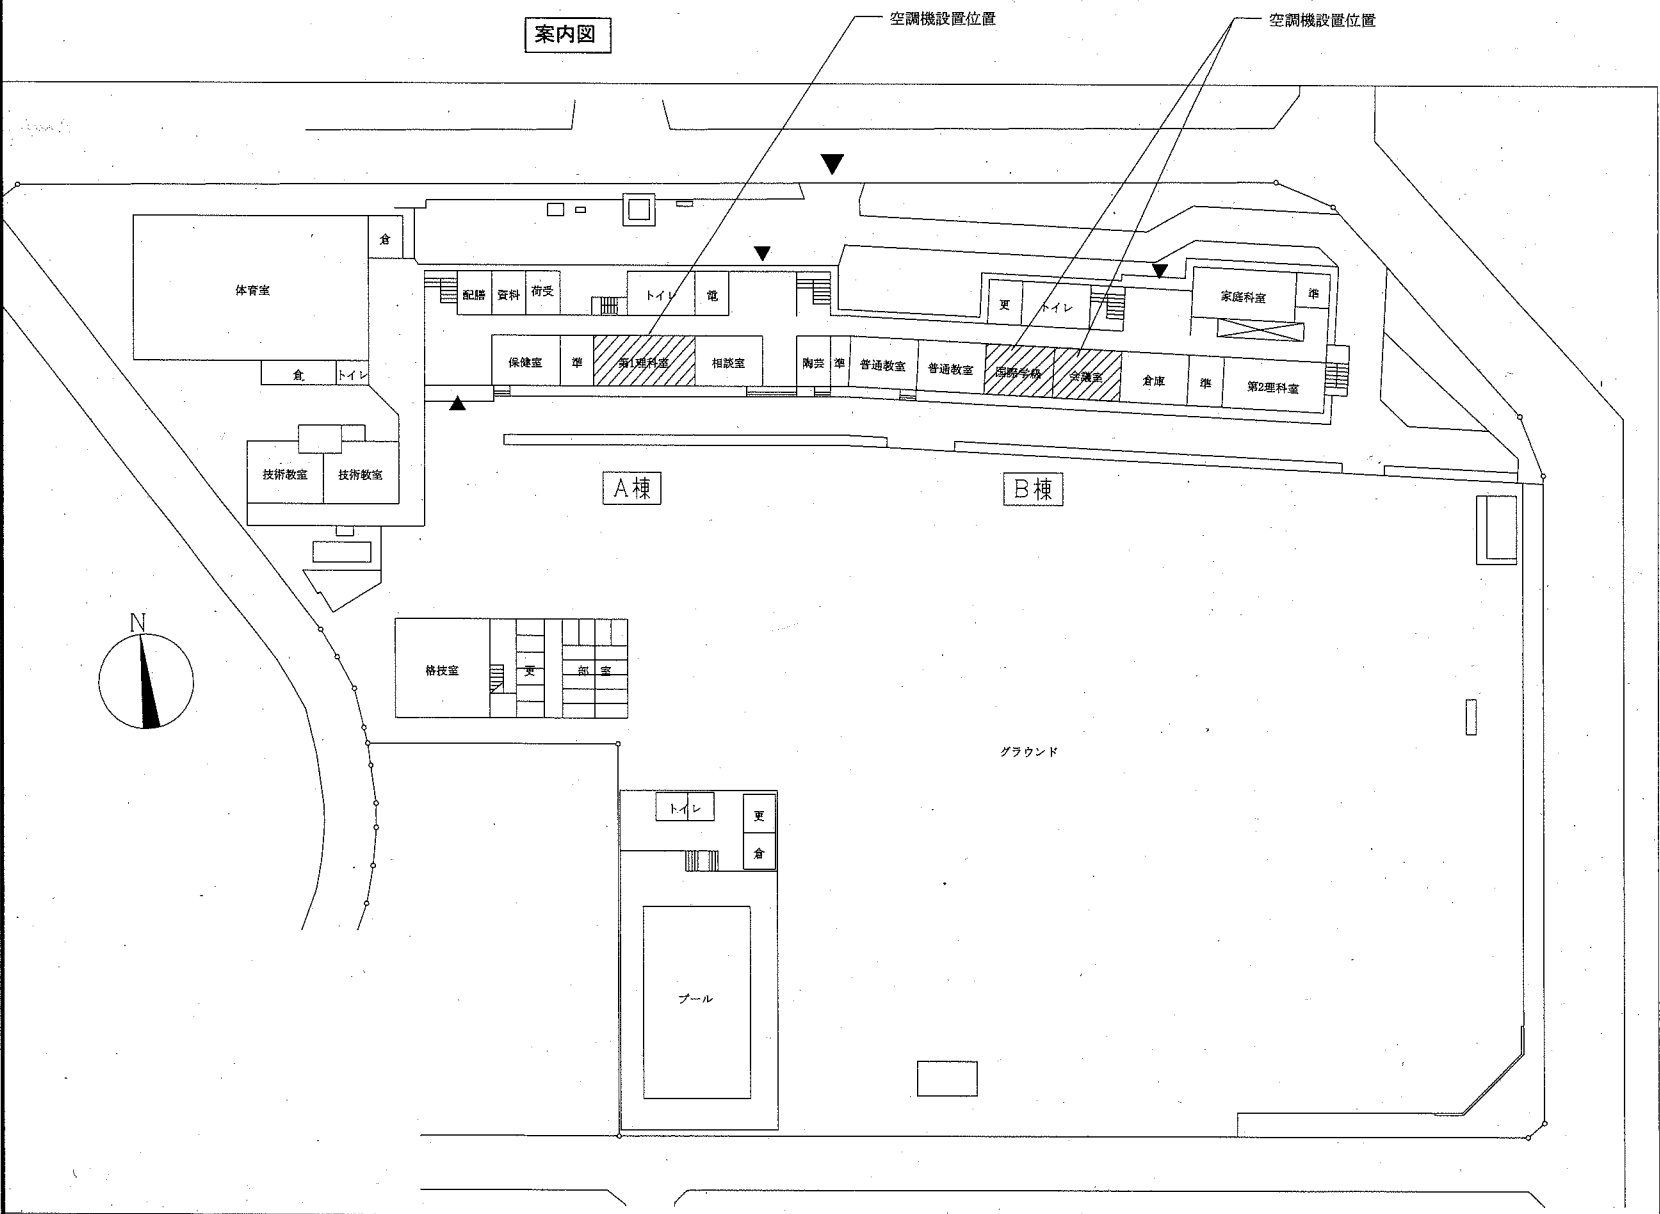 案内図
空調機設置位置
空調機設置位置
倉
体育室
倉
トイレ
配膳
資料
荷受
トイレ
電
保健室
準
第1理科室
相談室
陶芸
準
普通教室
普通教室
国際学級
会議室
倉庫
準
第2理科室
更
トイレ
家庭科室
準
技術教室
技術教室
A棟
B棟
N
格技室
更
部室
グラウンド
トイレ
更
倉
プール